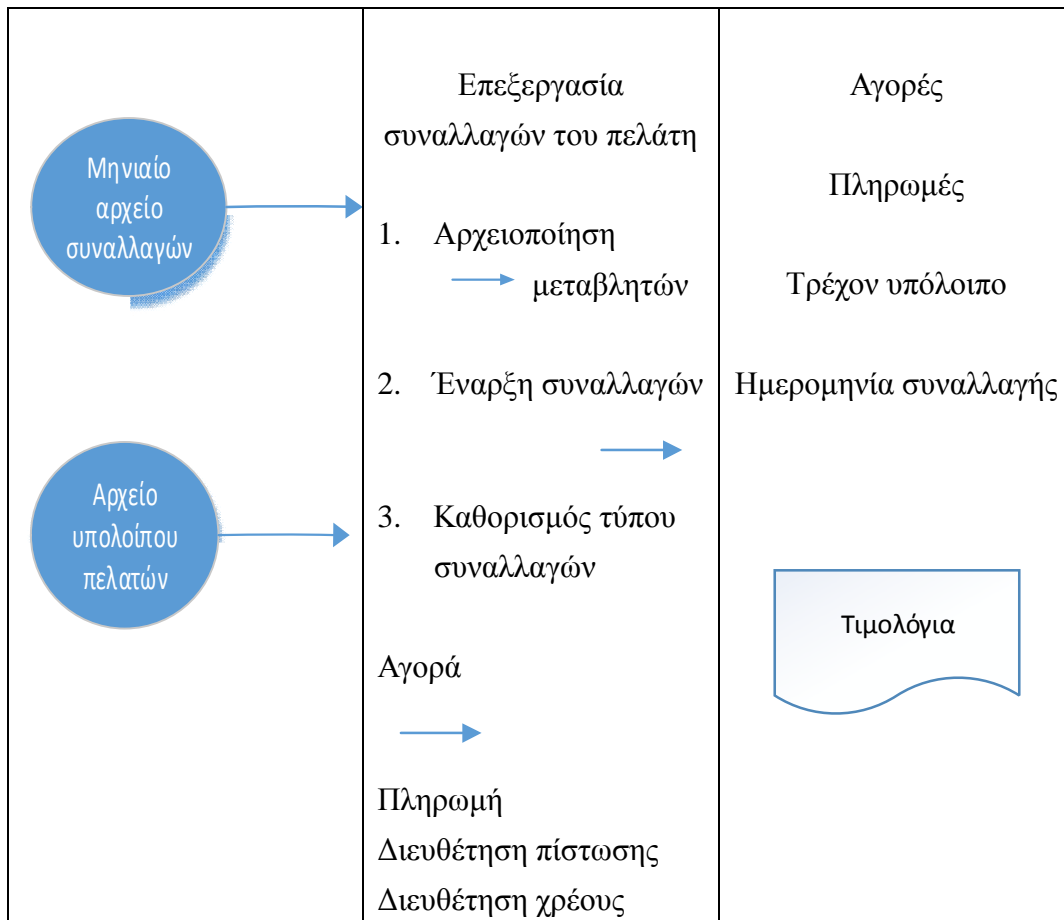 Μηνιαίο
αρχείο
συναλλαγών
Αρχείο
υπολοίπου
πελατών
Επεξεργασία
συναλλαγών του πελάτη
1. Αρχειοποίηση
μεταβλητών
2. Έναρξη συναλλαγών
3. Καθορισμός τύπου
συναλλαγών
Αγορά
Πληρωμή
Διευθέτηση πίστωσης
Διευθέτηση χρέους
Αγορές
Πληρωμές
Τρέχον υπόλοιπο
Ημερομηνία συναλλαγής
Τιμολόγια